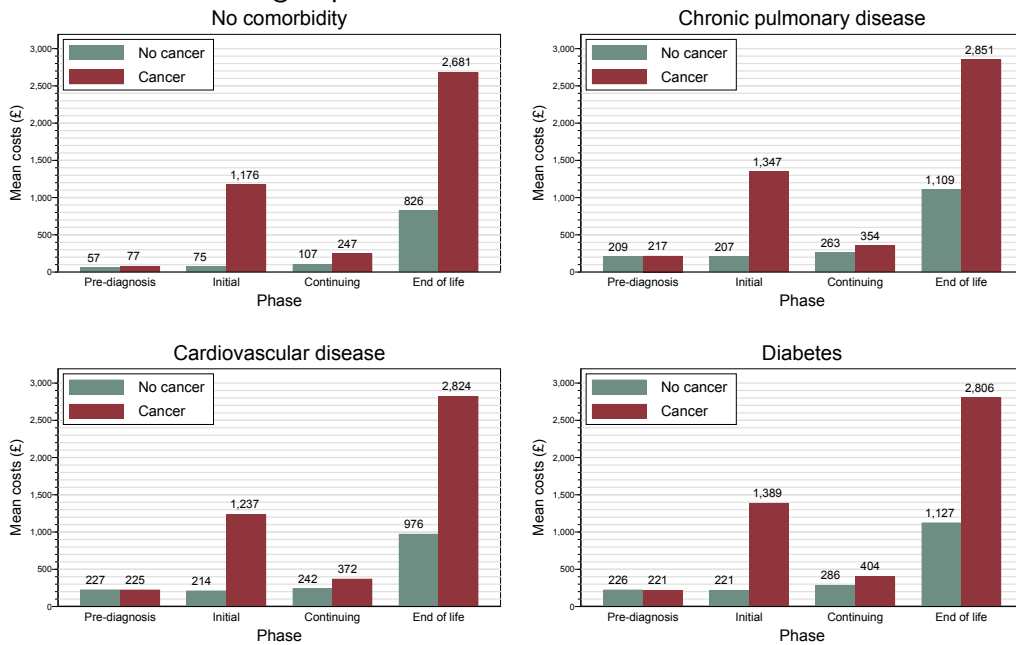 No comorbidity
Mean costs (£)
3,000
2,500
2,000
1,500
1,000
500
0
No cancer
Cancer
57
77
75
1,176
107
247
826
2,681
Pre-diagnosis
Initial
Continuing
End of life
Phase
Chronic pulmonary disease
Mean costs (£)
3,000
2,500
2,000
1,500
1,000
500
0
No cancer
Cancer
209
217
207
1,347
263
354
1,109
2,851
Pre-diagnosis
Initial
Continuing
End of life
Phase
Cardiovascular disease
Mean costs (£)
3,000
2,500
2,000
1,500
1,000
500
0
No cancer
Cancer
227
225
214
1,237
242
372
976
2,824
Pre-diagnosis
Initial
Continuing
End of life
Phase
Diabetes
Mean costs (£)
3,000
2,500
2,000
1,500
1,000
500
0
No cancer
Cancer
226
221
221
1,389
286
404
1,127
2,806
Pre-diagnosis
Initial
Continuing
End of life
Phase